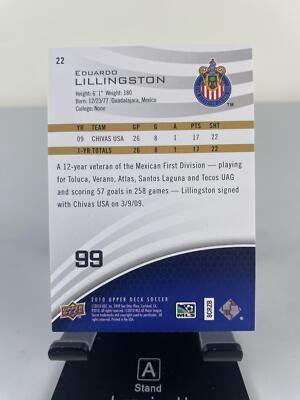 22
EDUARDO
LILLINGSTON
Height: 6' 1" Weight: 180
Born: 12/23/77 Guadalajara, Mexico
College: None
TM
YR TEAM GP G A PTS SHT
09 CHIVAS USA 26 8 1 17 22
1-YR TOTALS 26 8 1 17 22
A 12-year veteran of the Mexican First Division — playing
for Toluca, Verano, Atlas, Santos Laguna and Tecos UAG
and scoring 57 goals in 258 games — Lillingston signed
with Chivas USA on 3/9/09.
99
2010 UPPER DECK SOCCER
MLS
SCRZB
A
Stand